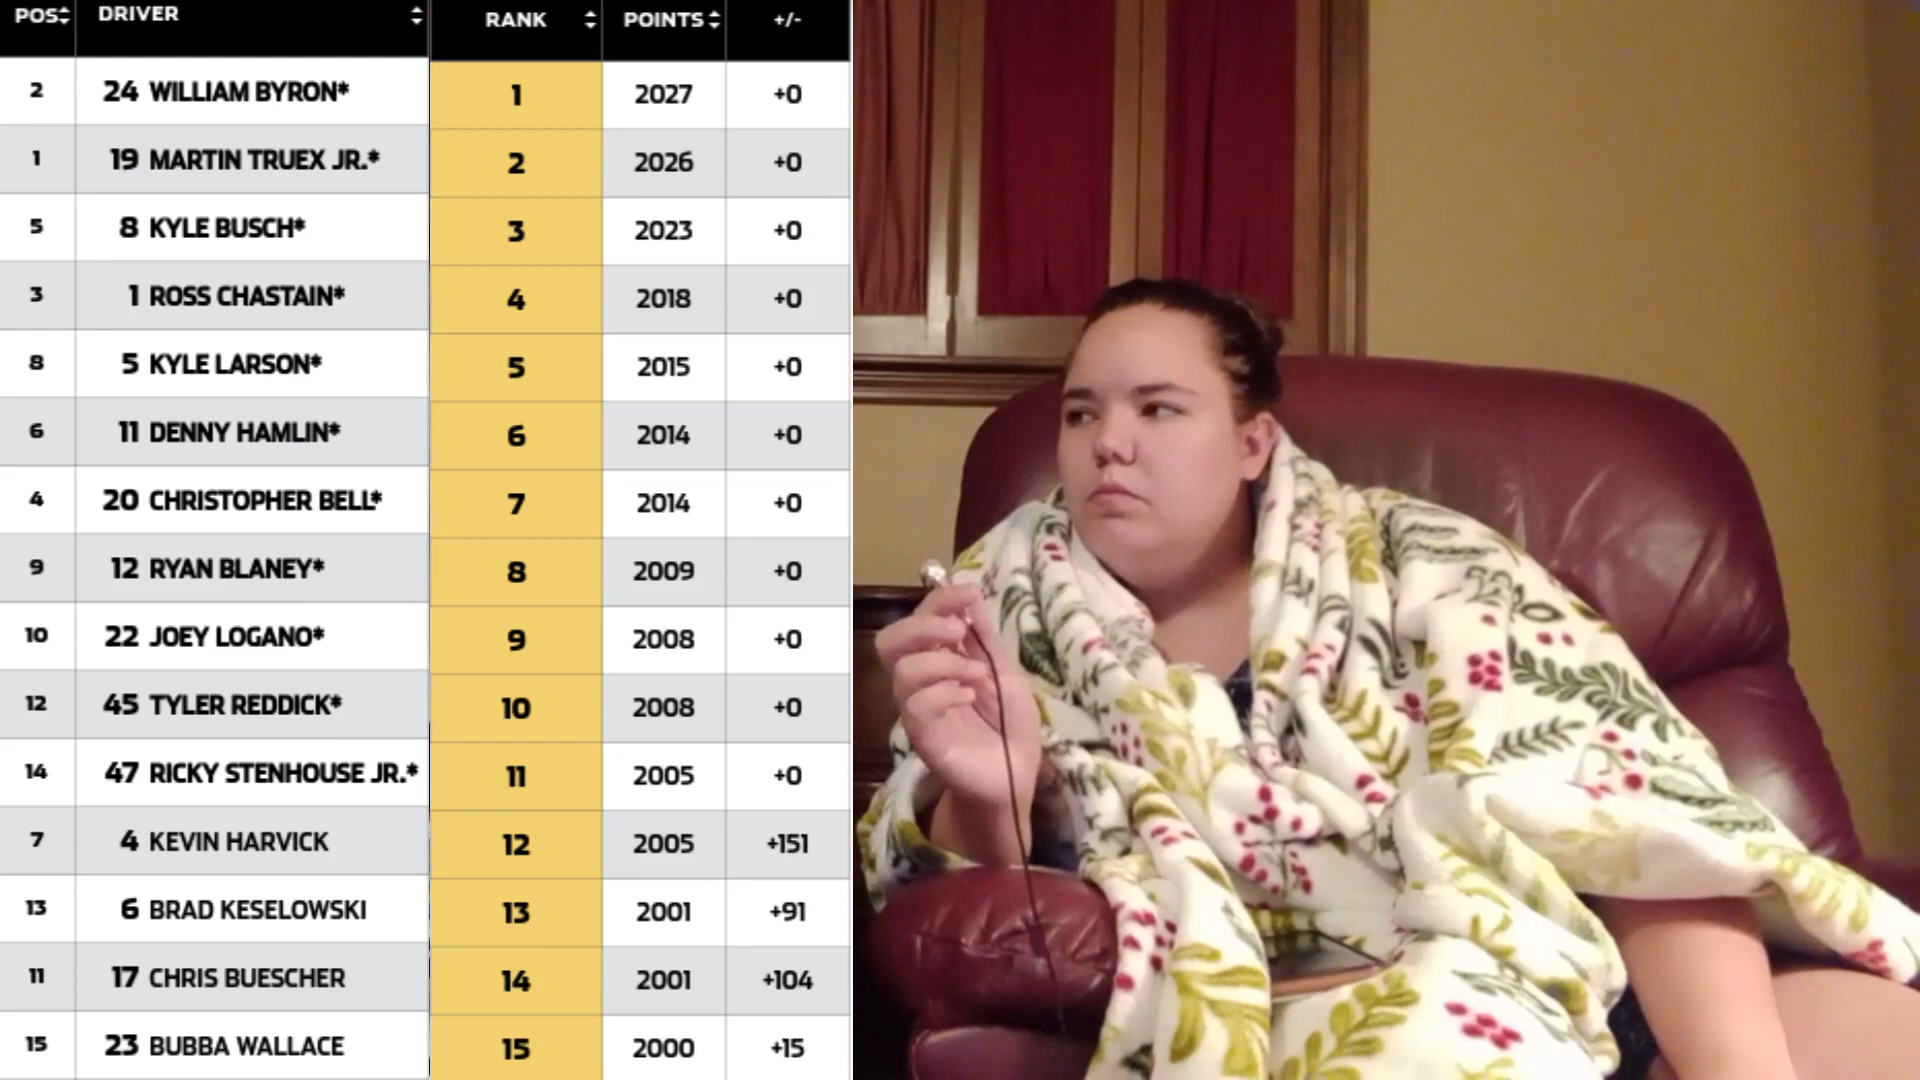 POS DRIVER RANK POINTS +/-
2 24 WILLIAM BYRON* 1 2027 +0
1 19 MARTIN TRUEX JR.* 2 2026 +0
5 8 KYLE BUSCH* 3 2023 +0
3 1 ROSS CHASTAIN* 4 2018 +0
8 5 KYLE LARSON* 5 2015 +0
6 11 DENNY HAMLIN* 6 2014 +0
4 20 CHRISTOPHER BELL* 7 2014 +0
9 12 RYAN BLANEY* 8 2009 +0
10 22 JOEY LOGANO* 9 2008 +0
12 45 TYLER REDDICK* 10 2008 +0
14 47 RICKY STENHOUSE JR.* 11 2005 +0
7 4 KEVIN HARVICK 12 2005 +151
13 6 BRAD KESELOWSKI 13 2001 +91
11 17 CHRIS BUESCHER 14 2001 +104
15 23 BUBBA WALLACE 15 2000 +15